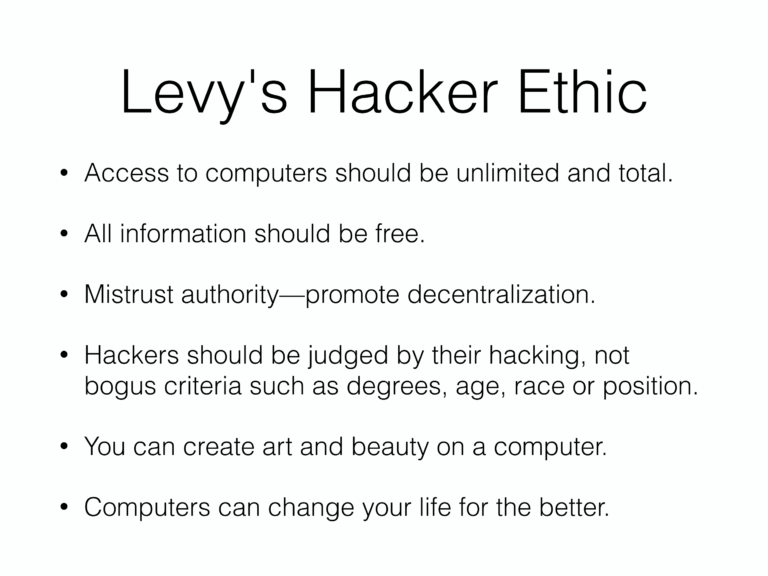 Levy's Hacker Ethic
• Access to computers should be unlimited and total.
• All information should be free.
• Mistrust authority—promote decentralization.
• Hackers should be judged by their hacking, not
bogus criteria such as degrees, age, race or position.
• You can create art and beauty on a computer.
• Computers can change your life for the better.